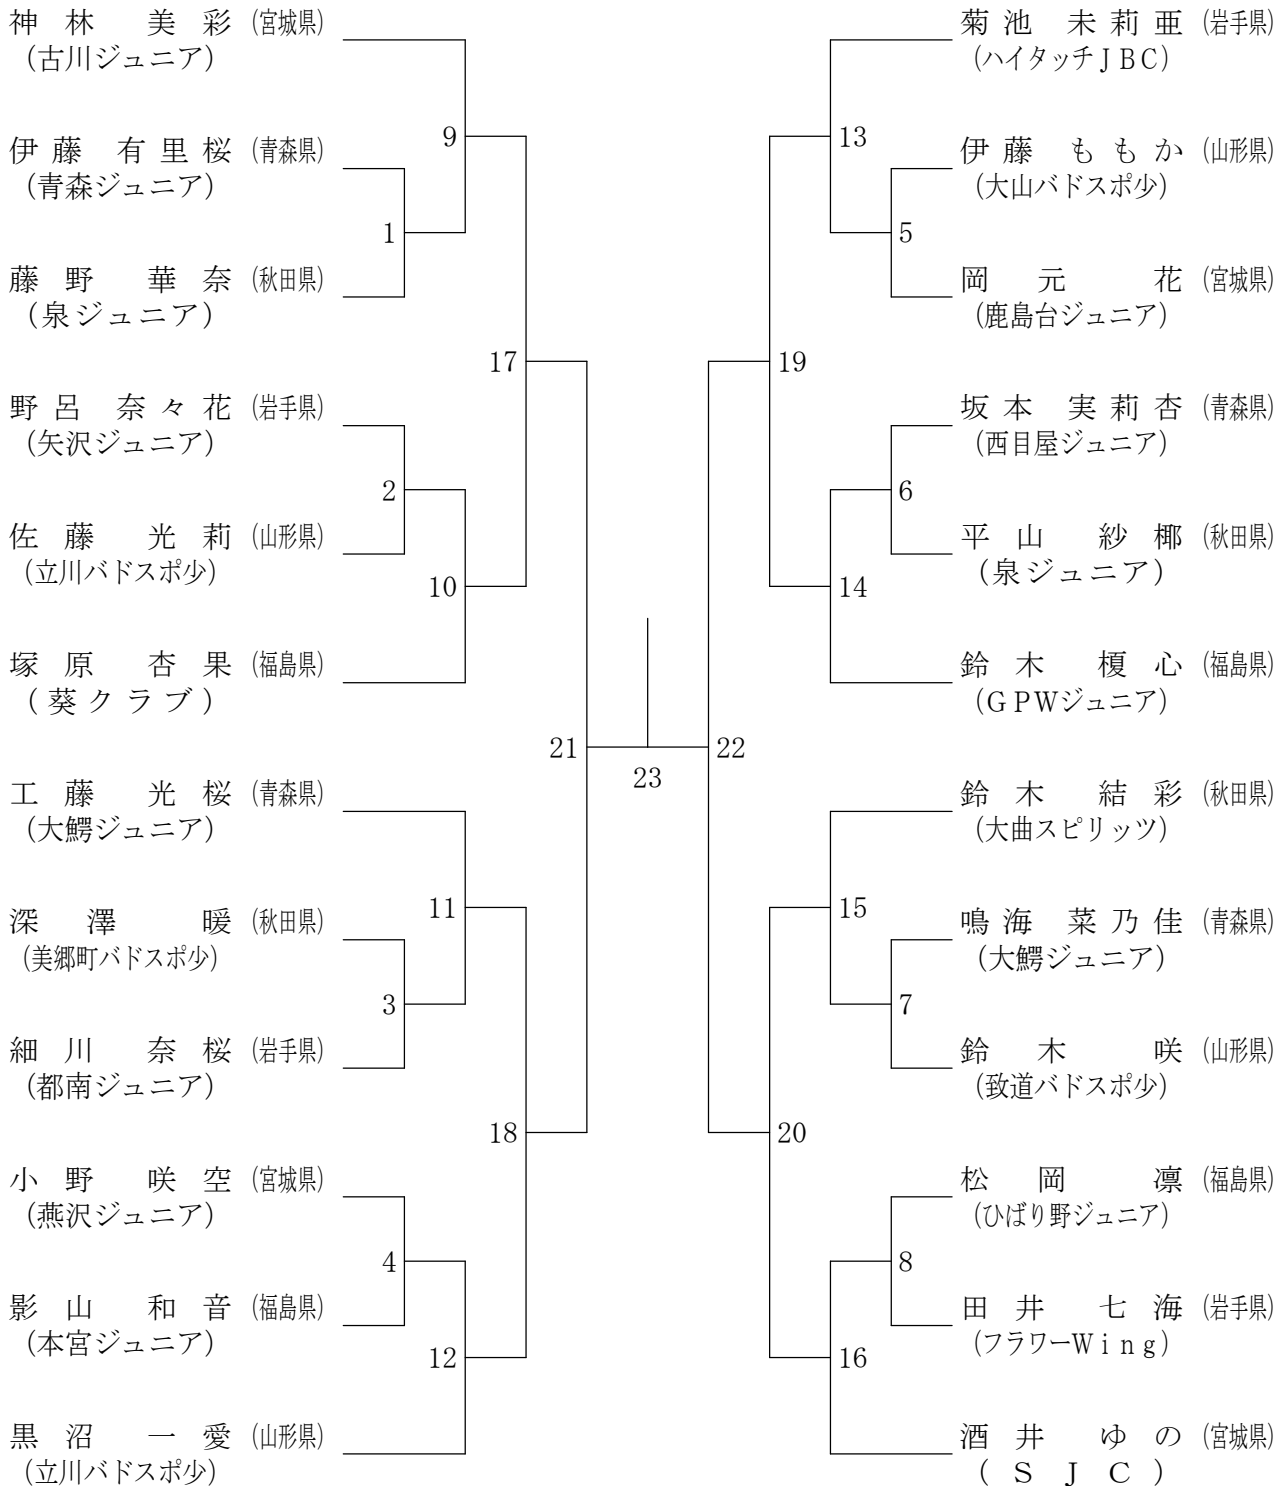 神林 美彩 (宮城県)
(古川ジュニア)
伊藤 有里桜 (青森県)
(青森ジュニア)
藤野 華奈 (秋田県)
(泉ジュニア)
野呂 奈々花 (岩手県)
(矢沢ジュニア)
佐藤 光莉 (山形県)
(立川バドスポ少)
塚原 杏果 (福島県)
(葵クラブ)
工藤 光桜 (青森県)
(大鰐ジュニア)
深澤 暖 (秋田県)
(美郷町バドスポ少)
細川 奈桜 (岩手県)
(都南ジュニア)
小野 咲空 (宮城県)
(燕沢ジュニア)
影山 和音 (福島県)
(本宮ジュニア)
黒沼 一愛 (山形県)
(立川バドスポ少)
9
1
17
2
10
21
11
3
18
4
12
23
菊池 未莉亜 (岩手県)
(ハイタッチJBC)
伊藤 ももか (山形県)
(大山バドスポ少)
岡元 花 (宮城県)
(鹿島台ジュニア)
坂本 実莉杏 (青森県)
(西目屋ジュニア)
平山 紗椰 (秋田県)
(泉ジュニア)
鈴木 榎心 (福島県)
(GPWジュニア)
鈴木 結彩 (秋田県)
(大曲スピリッツ)
鳴海 菜乃佳 (青森県)
(大鰐ジュニア)
鈴木 咲 (山形県)
(致道バドスポ少)
松岡 凛 (福島県)
(ひばり野ジュニア)
田井 七海 (岩手県)
(フラワーWing)
酒井 ゆの (宮城県)
(SJC)
13
5
19
6
14
22
15
7
20
8
16